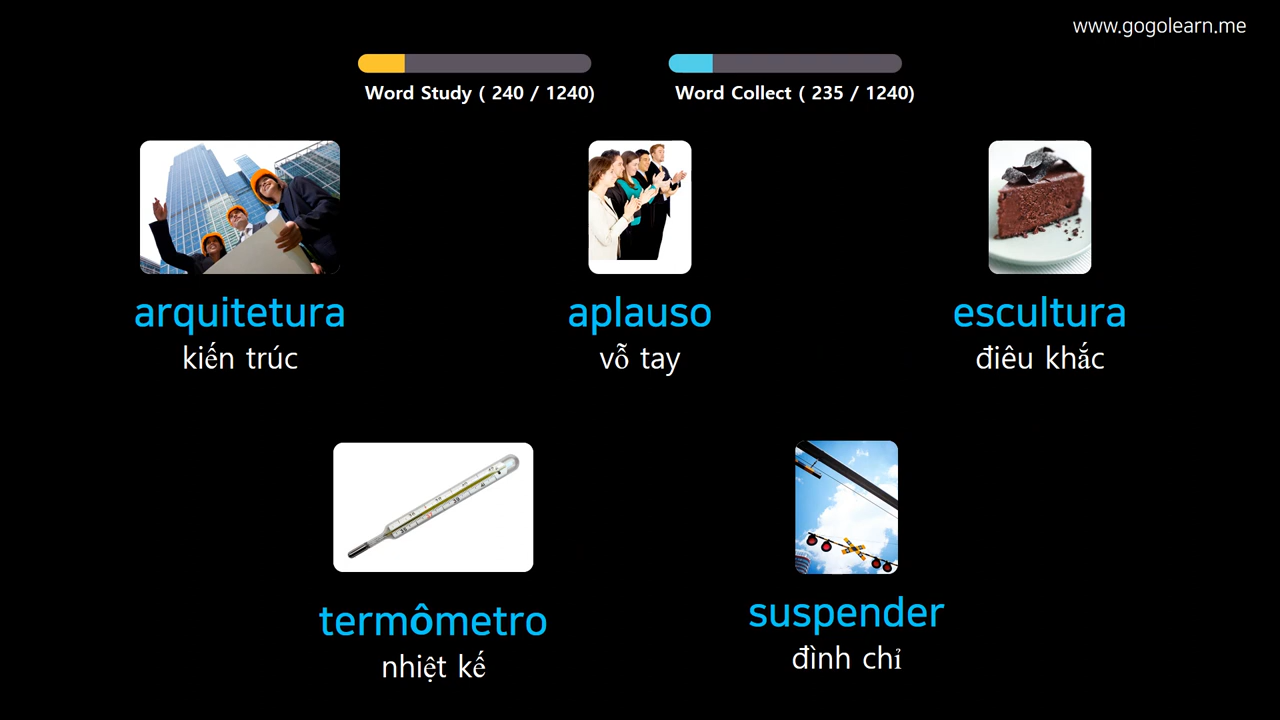 www.gogolearn.me
Word Study ( 240 / 1240)
Word Collect ( 235 / 1240)
arquitetura
kiến trúc
aplauso
vỗ tay
escultura
điêu khắc
termômetro
nhiệt kế
suspender
đình chỉ